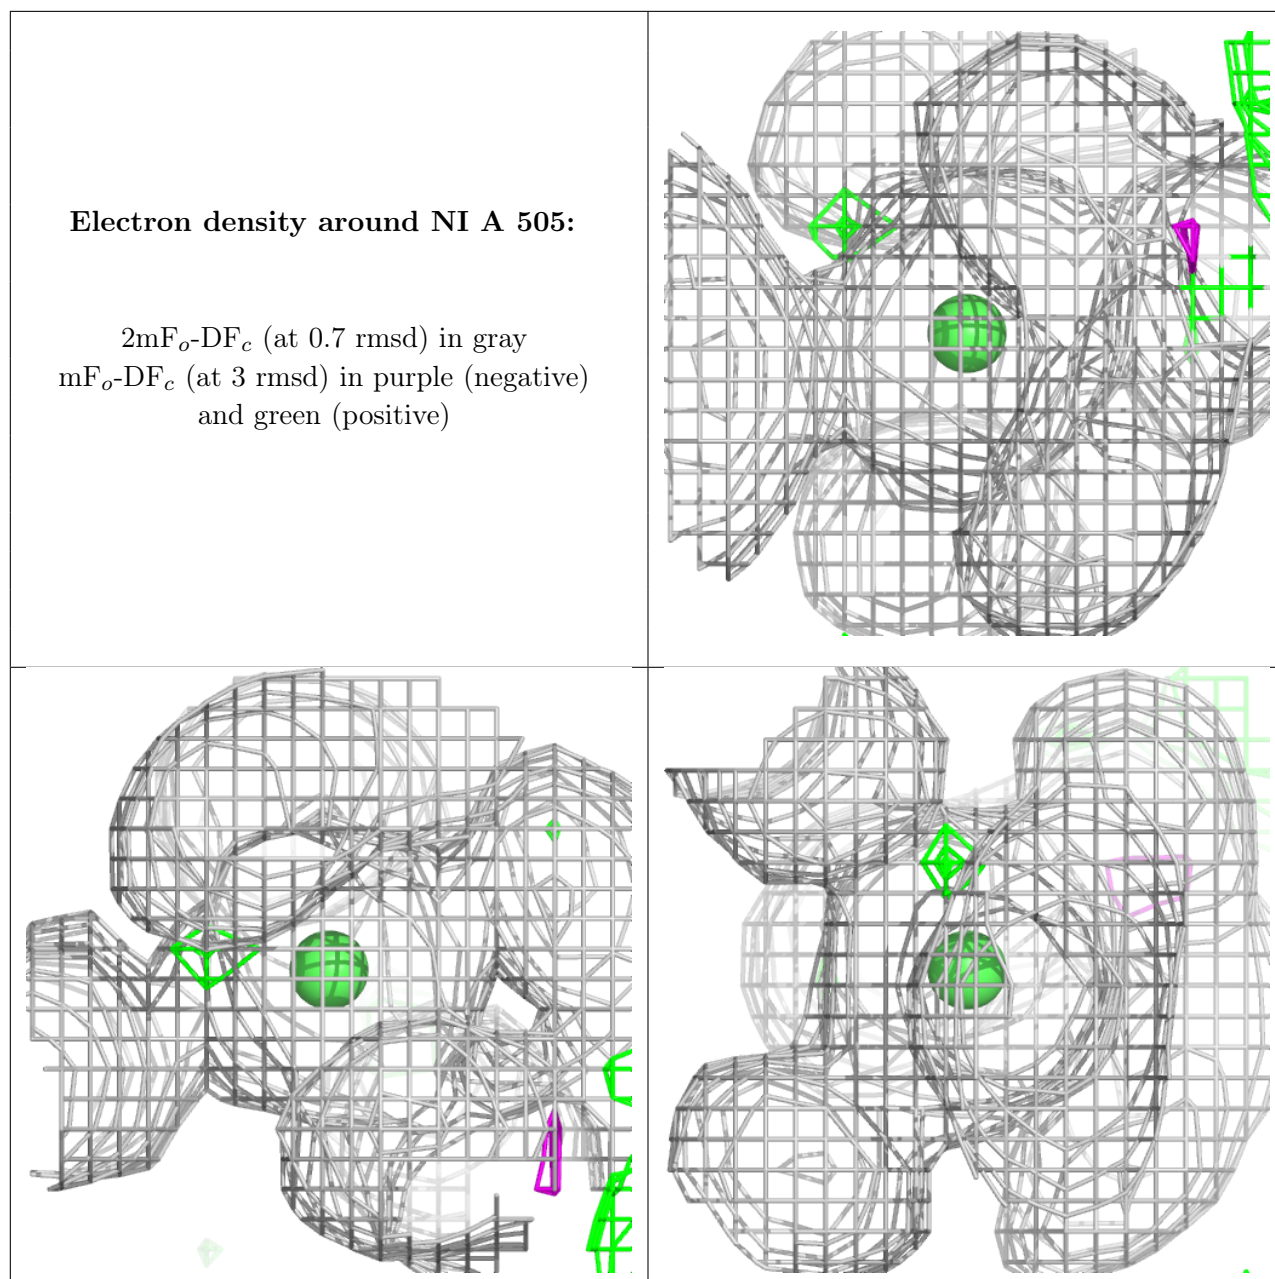 Electron density around NI A 505:
2mFo-DFc (at 0.7 rmsd) in gray
mFo-DFc (at 3 rmsd) in purple (negative)
and green (positive)